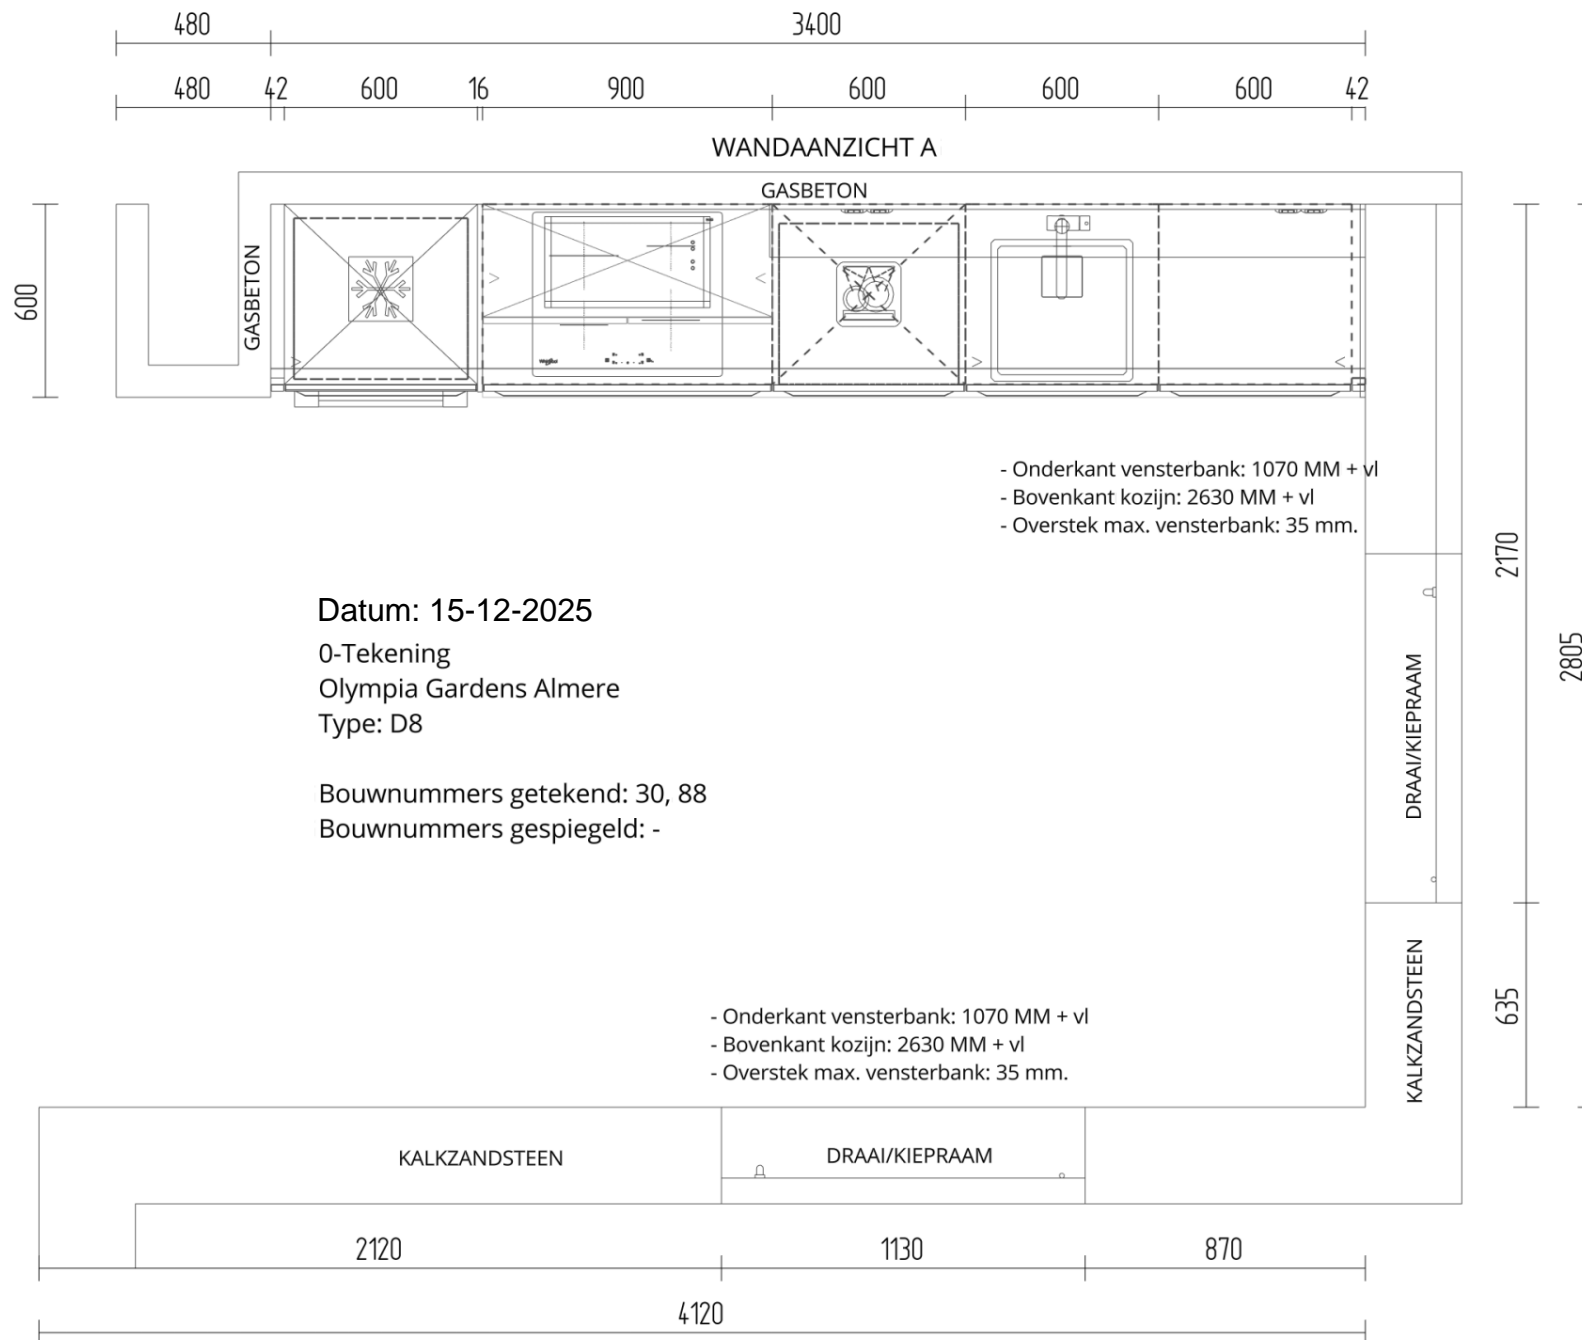 480 3400
480 42 600 16 900 600 600 600 42
WANDAANZICHT A
GASBETON
GASBETON
600
- Onderkant vensterbank: 1070 MM + vl
- Bovenkant kozijn: 2630 MM + vl
- Overstek max. vensterbank: 35 mm.
2170
2805
Datum: 15-12-2025
0-Tekening
Olympia Gardens Almere
Type: D8
Bouwnummers getekend: 30, 88
Bouwnummers gespiegeld: -
DRAAI/KIEPRAAM
KALKZANDSTEEN
635
- Onderkant vensterbank: 1070 MM + vl
- Bovenkant kozijn: 2630 MM + vl
- Overstek max. vensterbank: 35 mm.
KALKZANDSTEEN
DRAAI/KIEPRAAM
2120 1130 870
4120